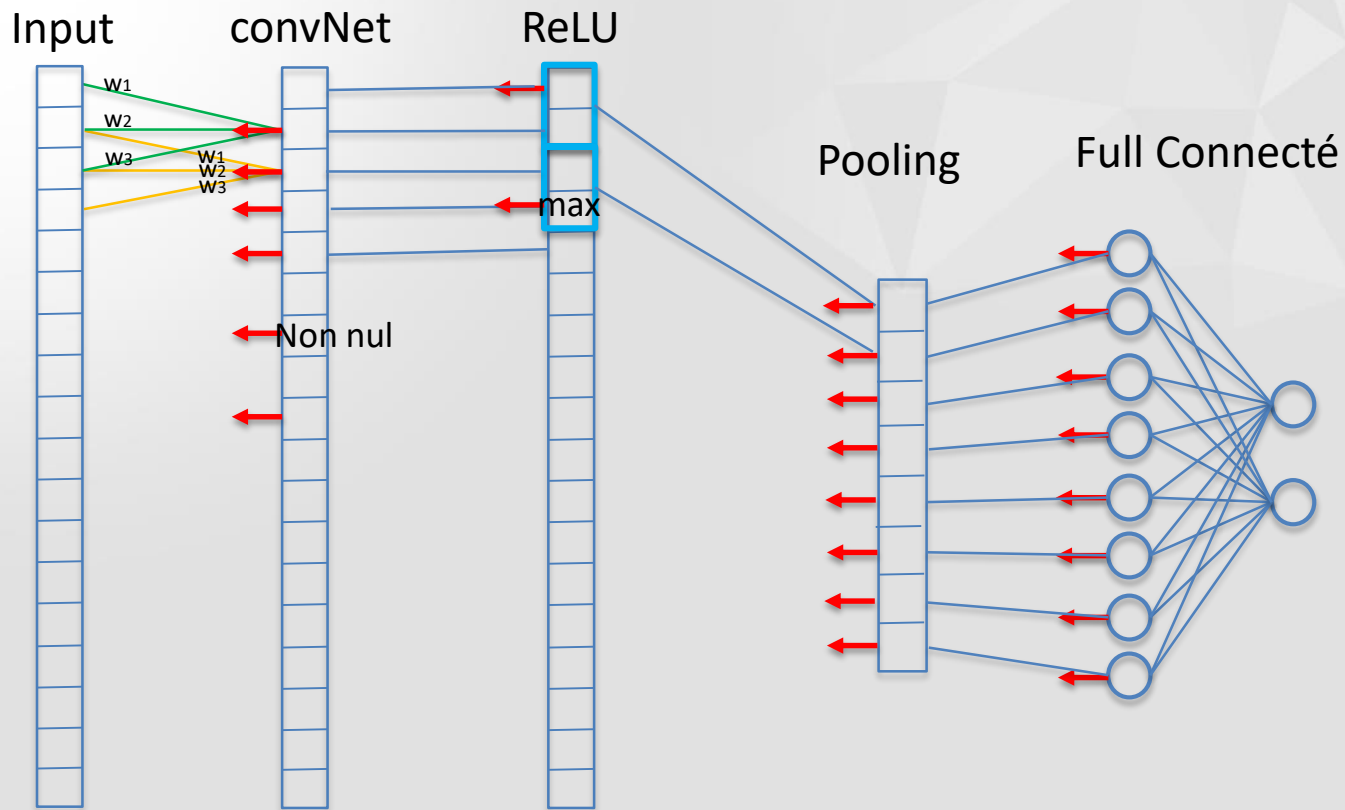 Input
convNet
ReLU
Pooling
Full Connecté
w1
w2
w3
w1
w2
w3
max
Non nul